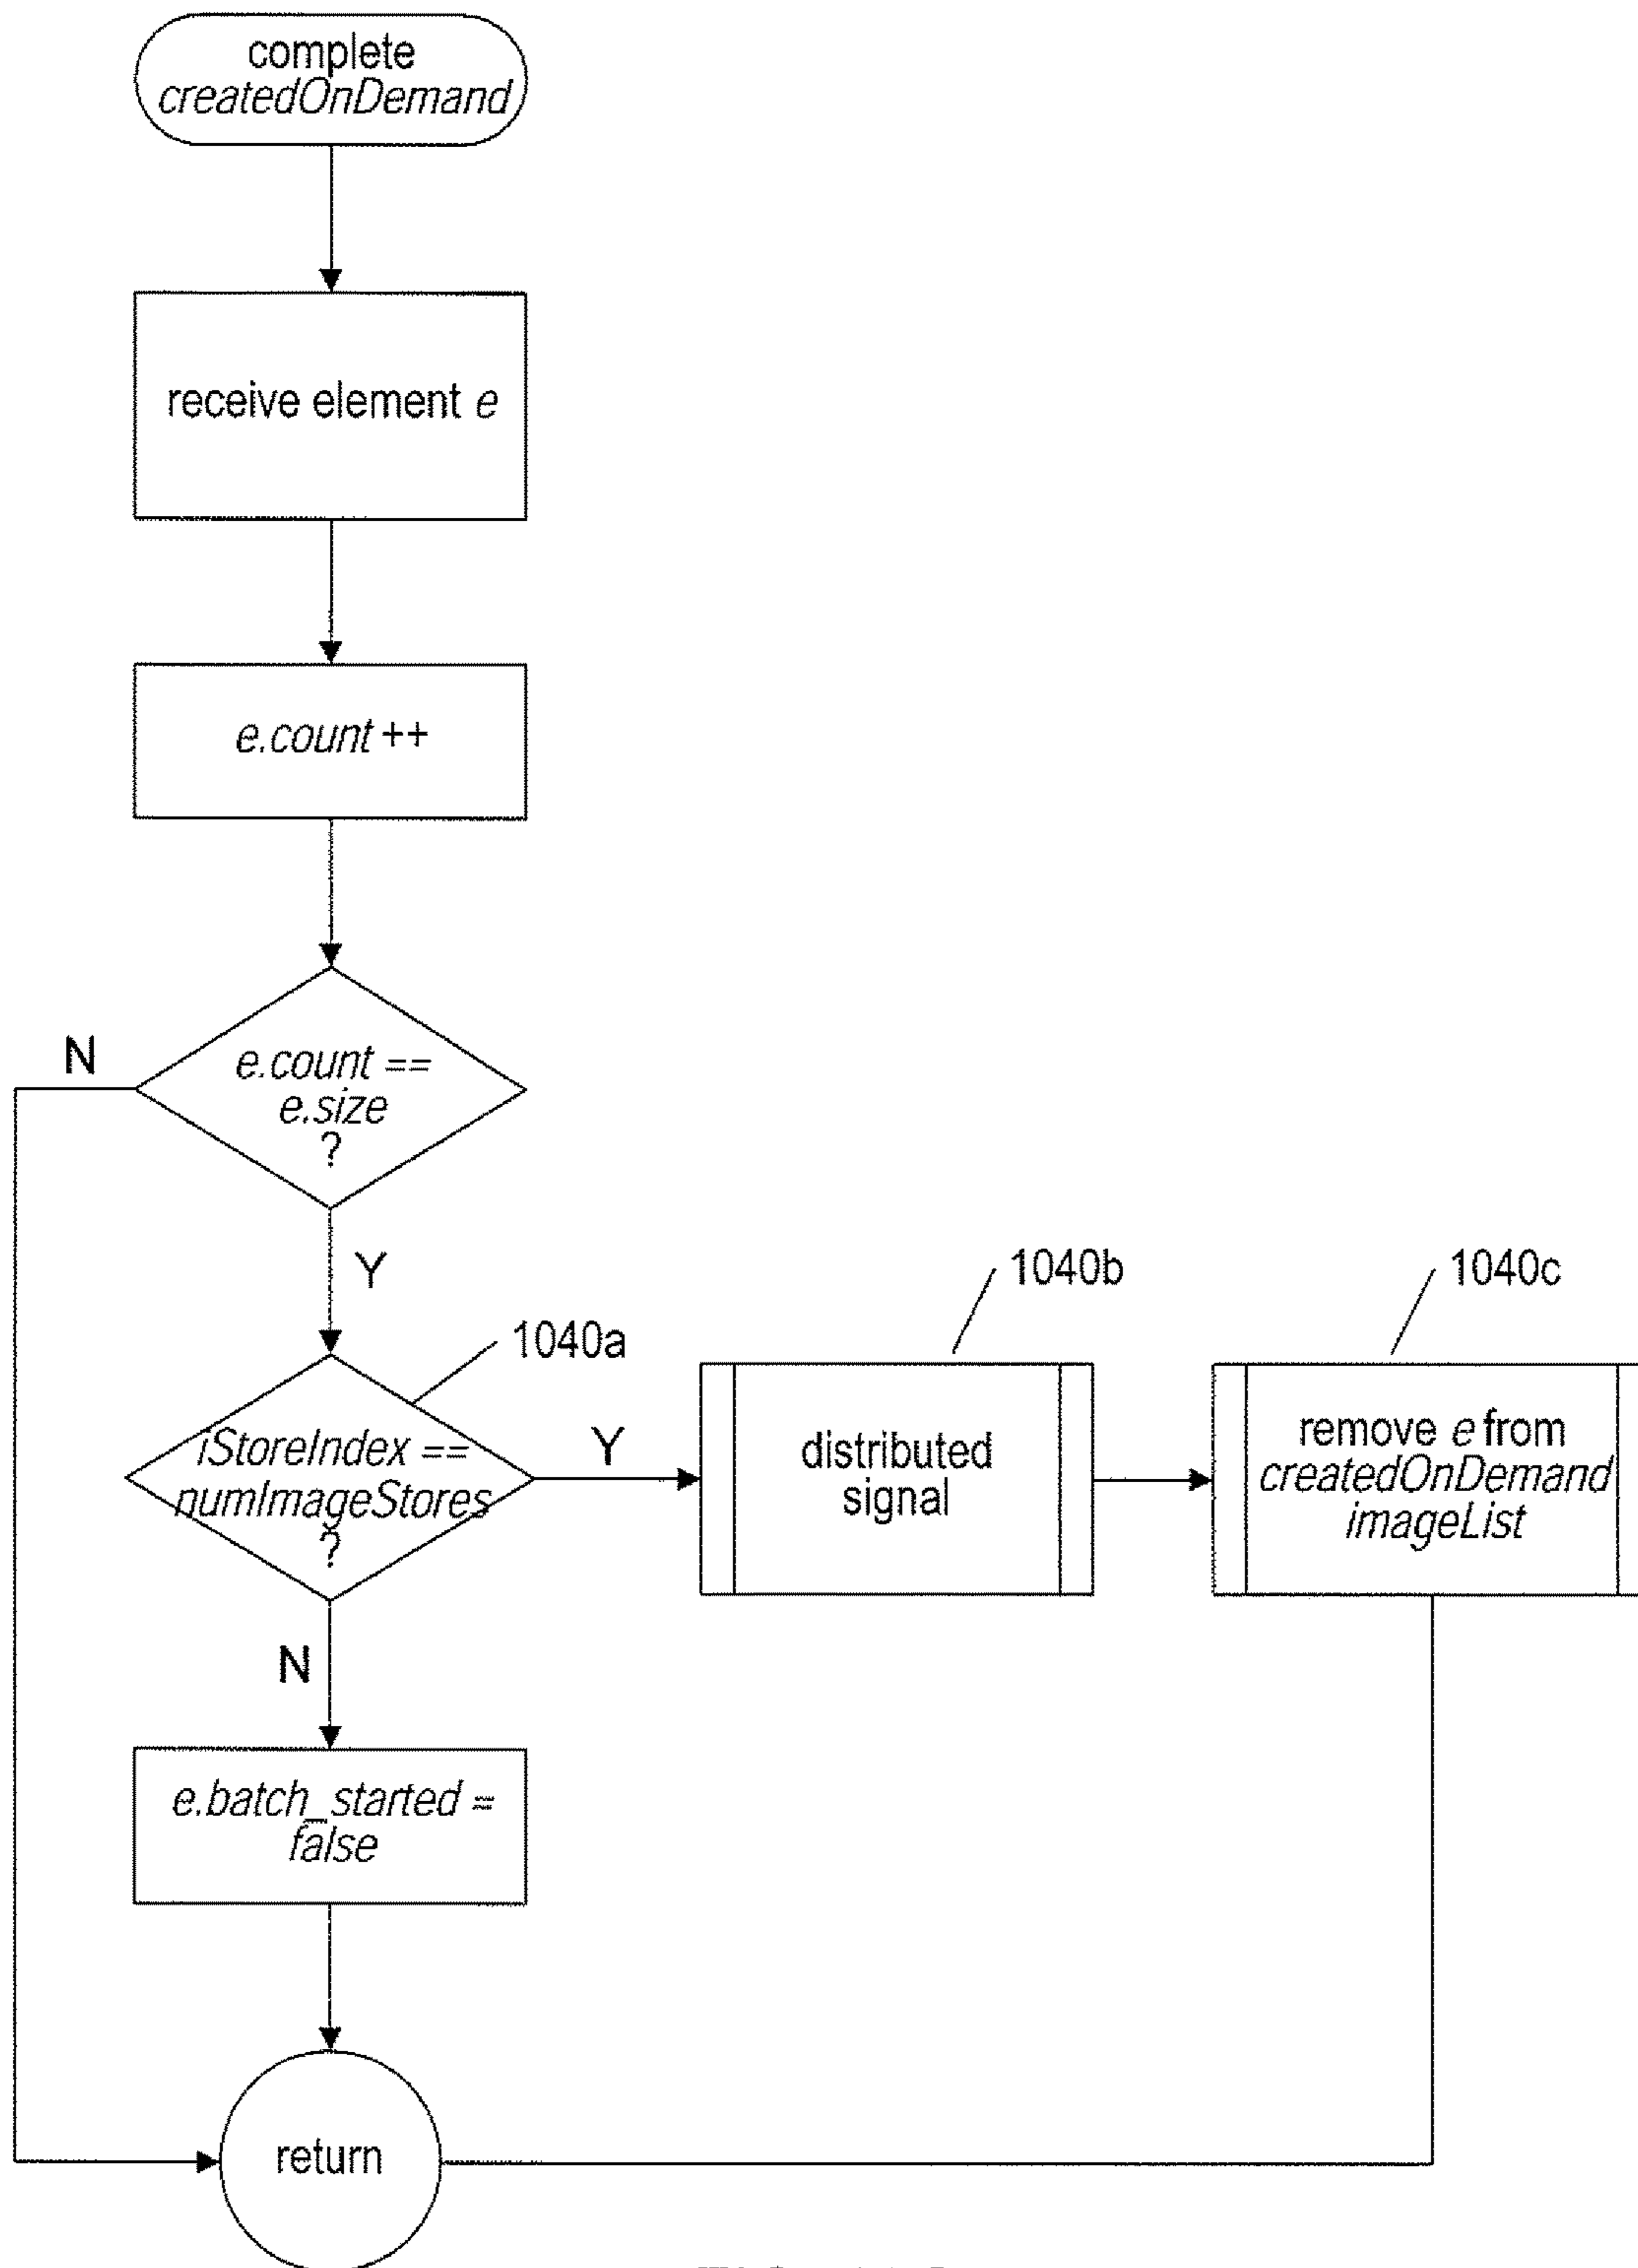 complete
createdOnDemand
receive element e
e.count ++
e.count ==
e.size
?
N
Y
1040a
iStoreIndex ==
numImageStores
?
Y
1040b
distributed
signal
1040c
remove e from
createdOnDemand
imageList
N
e.batch_started =
false
return